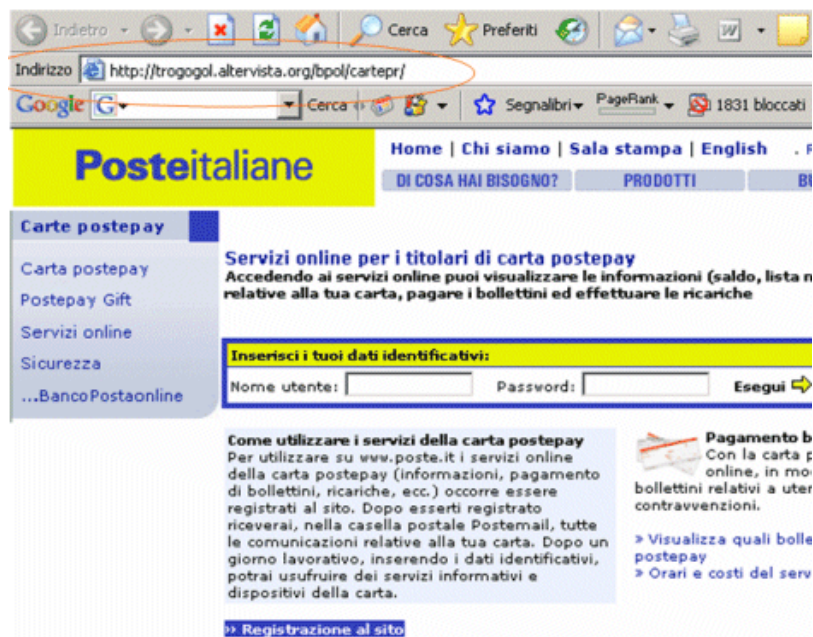 Indietro Cerca Preferiti
Indirizzo http://trogogol.altervista.org/bpol/cartepr/
Google G Cerca Segnalibri PageRank 1831 bloccati
Posteitaliane
Home | Chi siamo | Sala stampa | English
DI COSA HAI BISOGNO? PRODOTTI
Carte postepay
Carta postepay
Postepay Gift
Servizi online
Sicurezza
...BancoPostaonline
Servizi online per i titolari di carta postepay
Accedendo ai servizi online puoi visualizzare le informazioni (saldo, lista
relative alla tua carta, pagare i bollettini ed effettuare le ricariche
Inserisci i tuoi dati identificativi:
Nome utente: Password: Esegui
Come utilizzare i servizi della carta postepay
Per utilizzare su www.poste.it i servizi online
della carta postepay (informazioni, pagamento
di bollettini, ricariche, ecc.) occorre essere
registrati al sito. Dopo esserti registrato
riceverai, nella casella postale Postemail, tutte
le comunicazioni relative alla tua carta. Dopo un
giorno lavorativo, inserendo i dati identificativi,
potrai usufruire dei servizi informativi e
dispositivi della carta.
» Registrazione al sito
Pagamento b
Con la carta p
online, in mo
bollettini relativi a uter
contravvenzioni.
» Visualizza quali bolle
postepay
» Orari e costi del serv